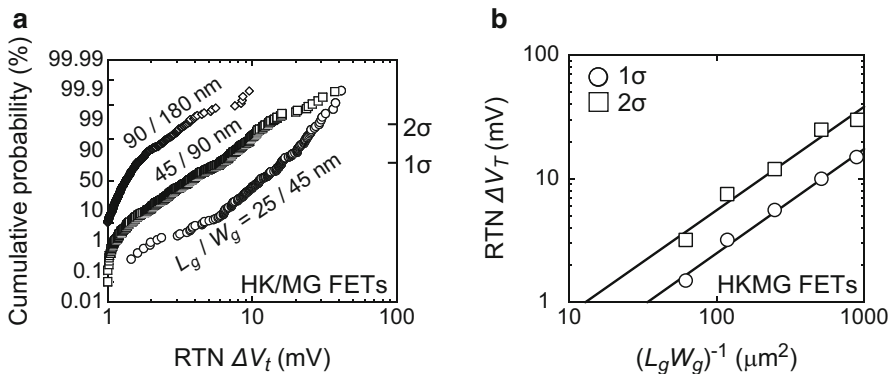 a
Cumulative probability (%)
99.99
99.9
99
90
50
10
1
0.1
0.01
90 / 180 nm
45 / 90 nm
L_g / W_g = 25 / 45 nm
2σ
1σ
HK/MG FETs
1
10
100
RTN ΔV_t (mV)
b
RTN ΔV_T (mV)
100
10
1
1σ
2σ
HKMG FETs
10
100
1000
(L_gW_g)⁻¹ (μm²)